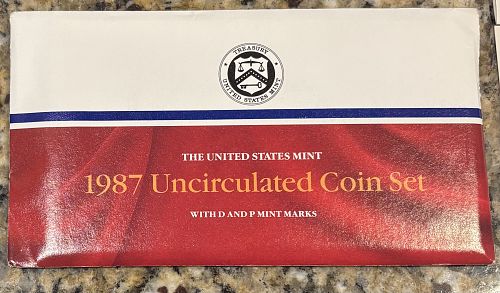 TREASURY
UNITED STATES MINT
THE UNITED STATES MINT
1987 Uncirculated Coin Set
WITH D AND P MINT MARKS